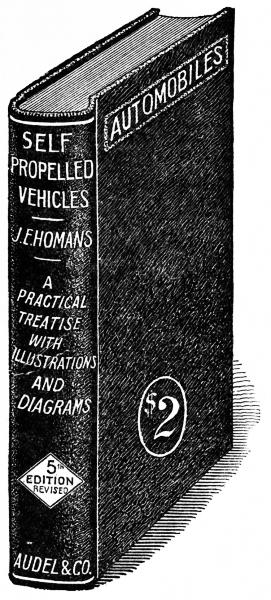 SELF
PROPELLED
VEHICLES
J.E.HOMANS
A
PRACTICAL
TREATISE
WITH
ILLUSTRATIONS
AND
DIAGRAMS
5TH
EDITION
REVISED
AUDEL & CO.
AUTOMOBILES
$2